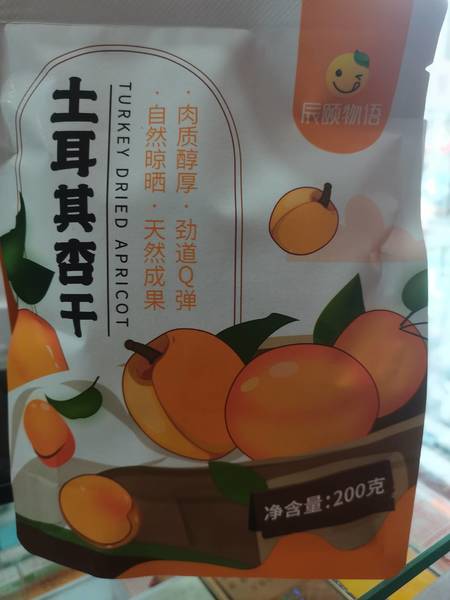 辰颐物语
土耳其杏干
TURKEY DRIED APRICOT
·肉质醇厚·劲道Q弹
·自然晾晒·天然成果
净含量:200克